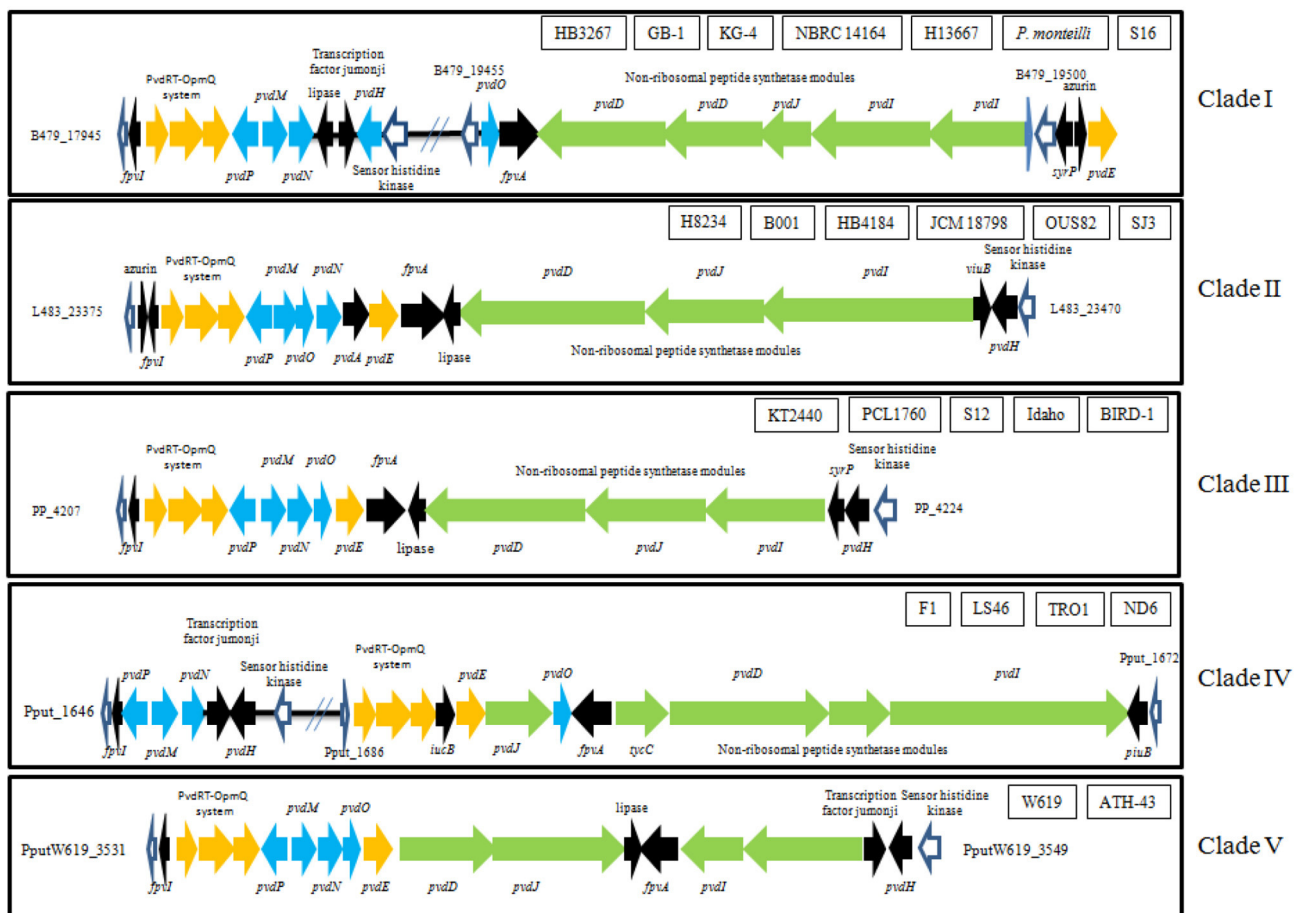 HB3267 GB-1 KG-4 NBRC 14164 H13667 P. monteilli S16
Clade I
Transcription
factor jumonji
B479_19455
Non-ribosomal peptide synthetase modules
B479_19500
PvdRT-OpmQ
system
pvdM
lipase
pvdH
pvdO
pvdD
pvdD
pvdJ
pvdI
pvdI
azurin
B479_17945
fpvI
pvdP
pvdN
Sensor histidine
kinase
fpvA
syrP
pvdE
H8234 B001 HB4184 JCM 18798 OUS82 SJ3
Clade II
azurin
PvdRT-OpmQ
system
pvdM
pvdN
fpvA
pvdD
pvdJ
pvdI
viuB
Sensor histidine
kinase
L483_23375
L483_23470
fpvI
pvdP
pvdO
pvdA
pvdE
lipase
Non-ribosomal peptide synthetase modules
pvdH
KT2440 PCL1760 S12 Idaho BIRD-1
Clade III
PvdRT-OpmQ
system
pvdM
pvdO
fpvA
Non-ribosomal peptide synthetase modules
syrP
Sensor histidine
kinase
PP_4207
PP_4224
fpvI
pvdP
pvdN
pvdE
lipase
pvdD
pvdJ
pvdI
pvdH
F1 LS46 TRO1 ND6
Clade IV
Transcription
factor jumonji
pvdP
pvdN
Sensor histidine
kinase
PvdRT-OpmQ
system
pvdE
pvdO
pvdD
pvdI
Pput_1672
Pput_1646
fpvI
pvdM
pvdH
Pput_1686
iucB
pvdJ
fpvA
tycC
Non-ribosomal peptide synthetase modules
piuB
W619 ATH-43
Clade V
PvdRT-OpmQ
system
pvdM
pvdO
lipase
Transcription
factor jumonji
Sensor histidine
kinase
PputW619_3531
PputW619_3549
fpvI
pvdP
pvdN
pvdE
pvdD
pvdJ
fpvA
pvdI
pvdH